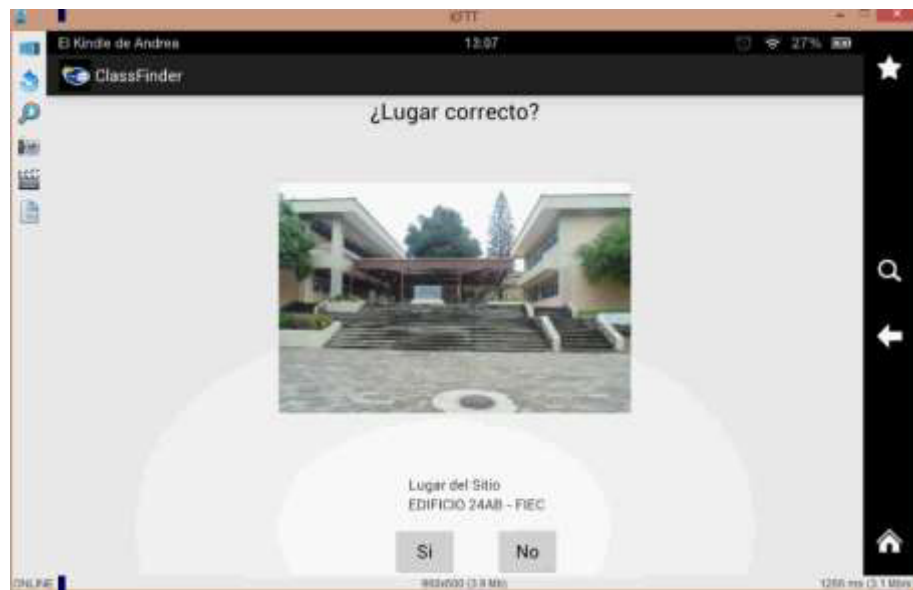 KFTT
El Kindle de Andrea
13:07
27%
ClassFinder
¿Lugar correcto?
Lugar del Sitio
EDIFICIO 24AB - FIEC
Si
No
ONLINE